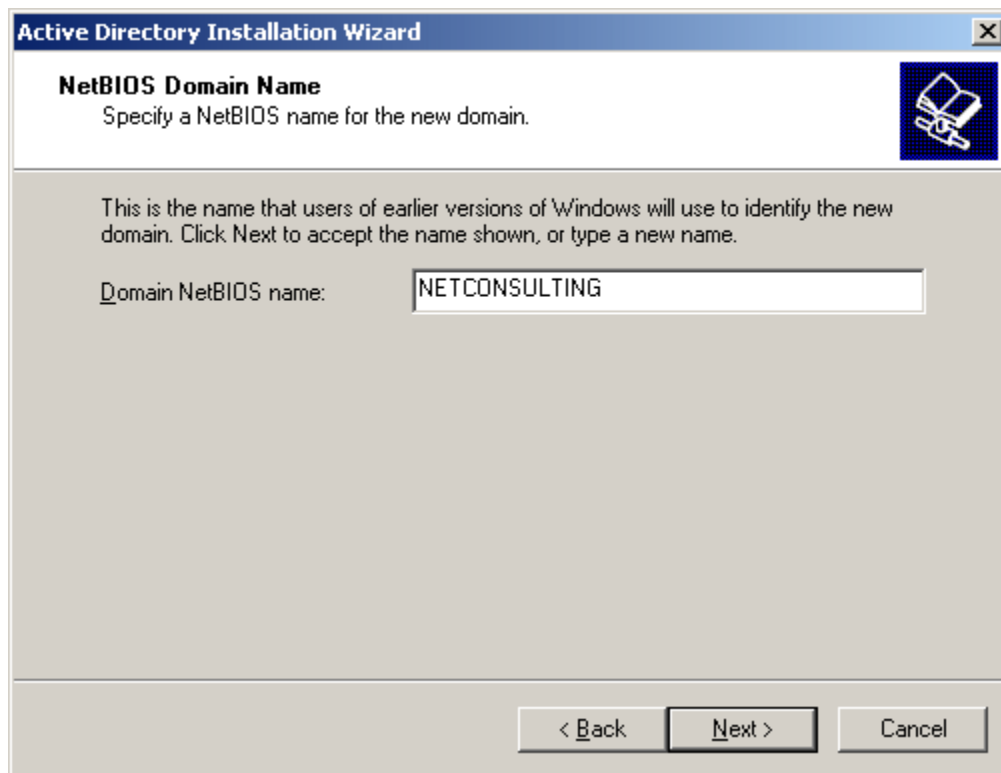 Active Directory Installation Wizard
NetBIOS Domain Name
Specify a NetBIOS name for the new domain.
This is the name that users of earlier versions of Windows will use to identify the new
domain. Click Next to accept the name shown, or type a new name.
Domain NetBIOS name: NETCONSULTING
< Back Next > Cancel